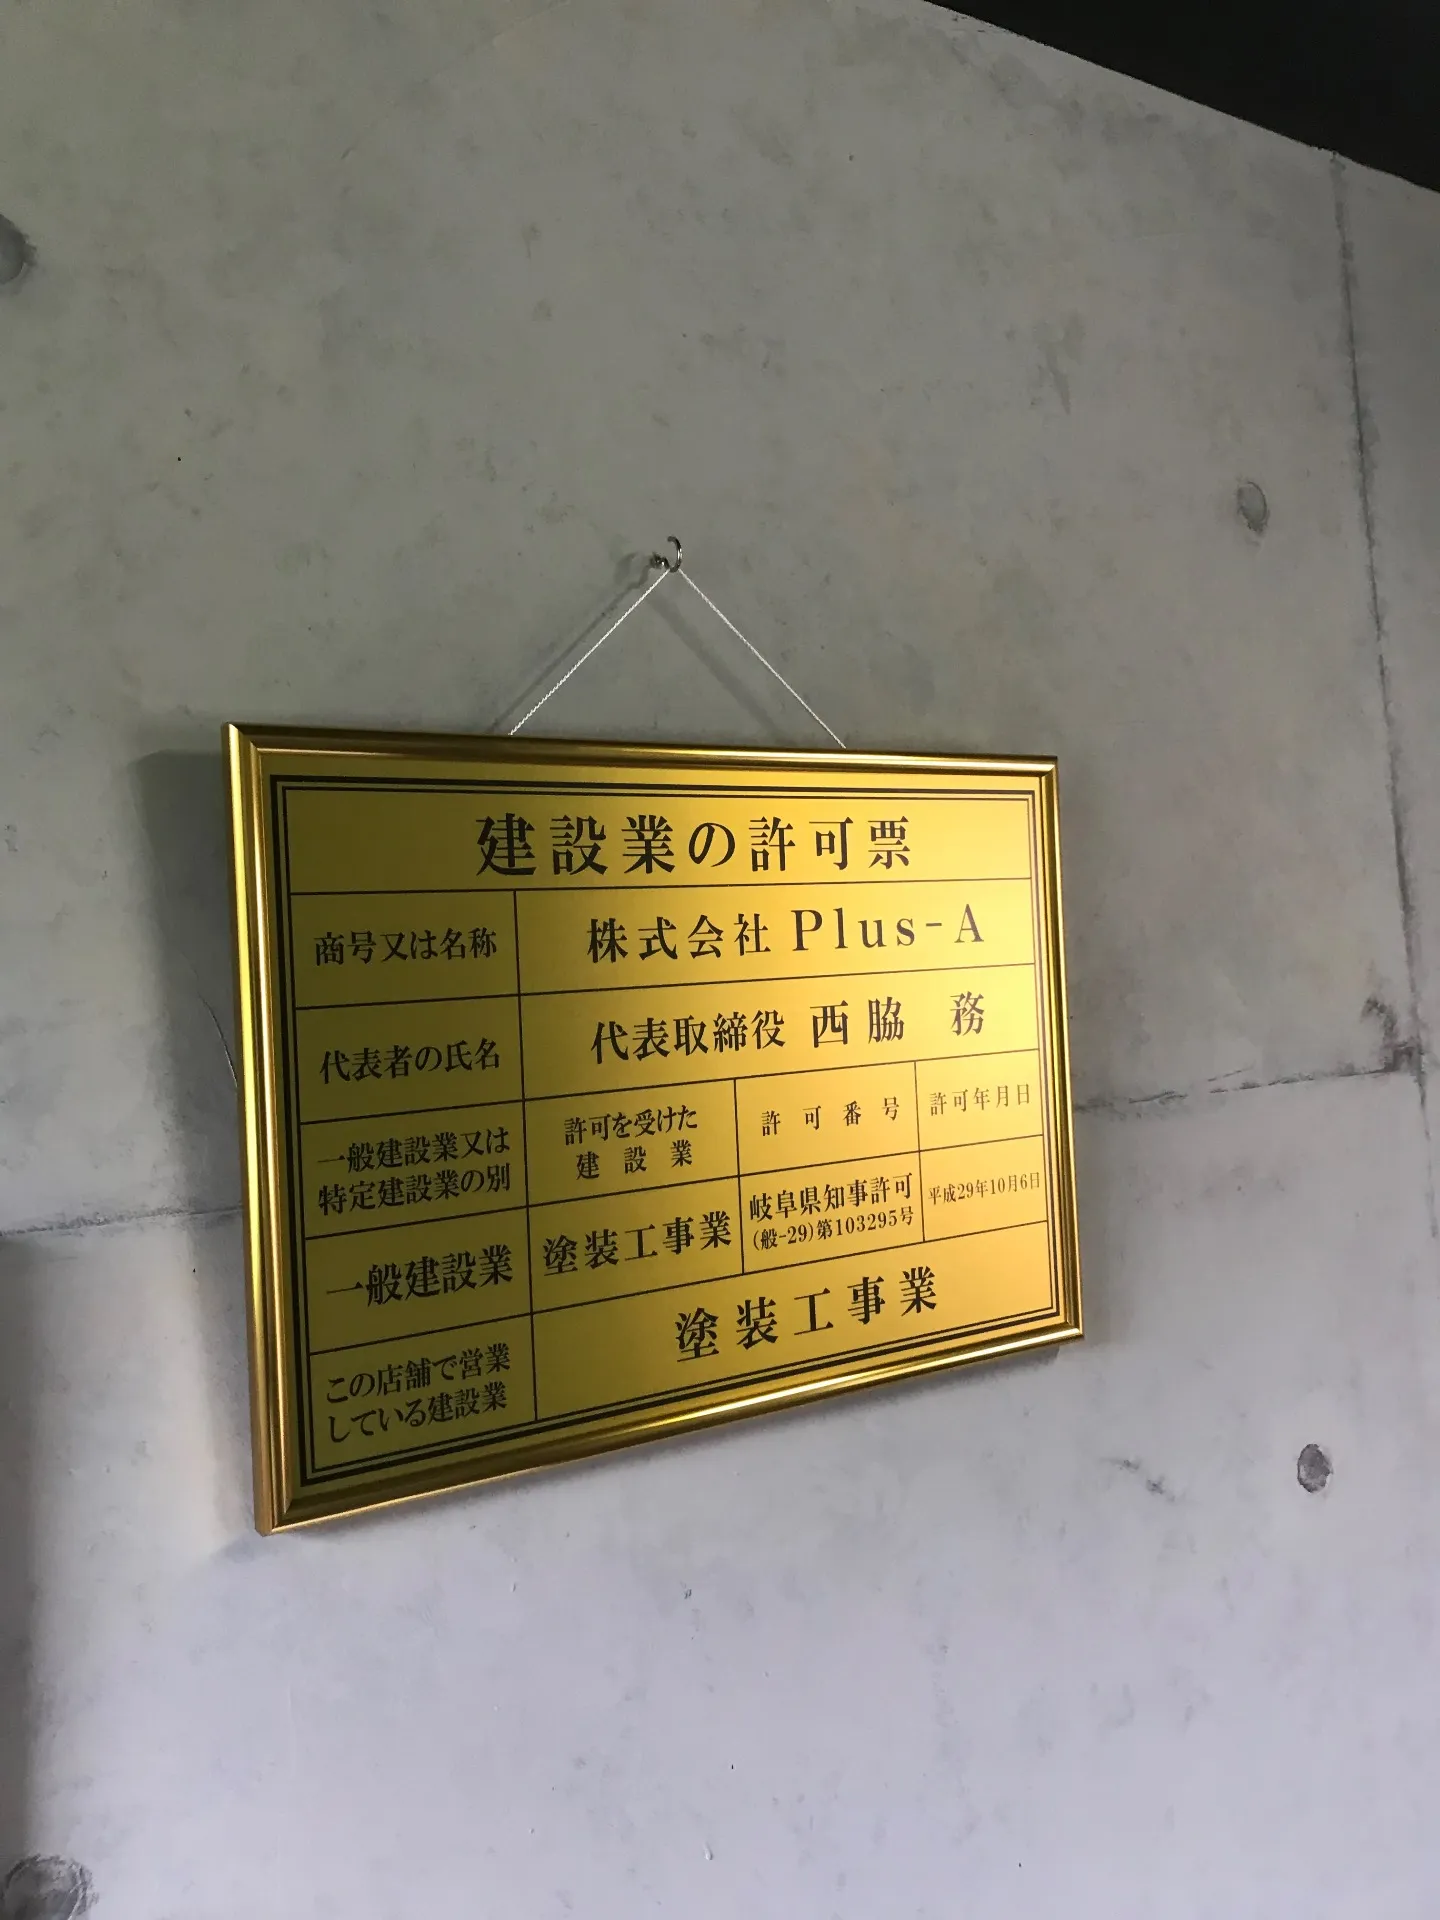 建設業の許可票
商号又は名称
株式会社 Plus-A
代表者の氏名
代表取締役 西脇 務
一般建設業又は
特定建設業の別
許可を受けた
建設業
許可番号
許可年月日
一般建設業
塗装工事業
岐阜県知事許可
(般-29)第103295号
平成29年10月6日
この店舗で営業
している建設業
塗装工事業